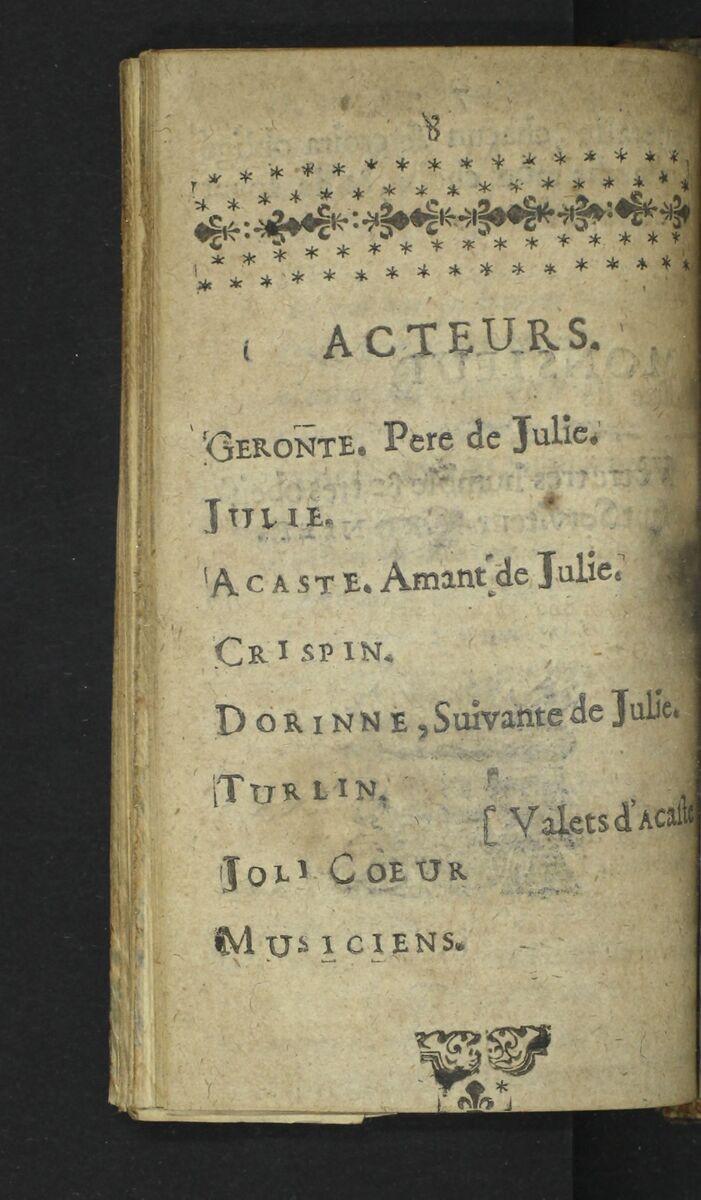 8
ACTEURS.
GERONTE. Pere de Julie.
JULIE.
ACASTE. Amant de Julie.
CRISPIN.
DORINNE, Suivante de Julie.
TURLIN.
[ Valets d'Acaſte
JOLI COEUR
MUSICIENS.